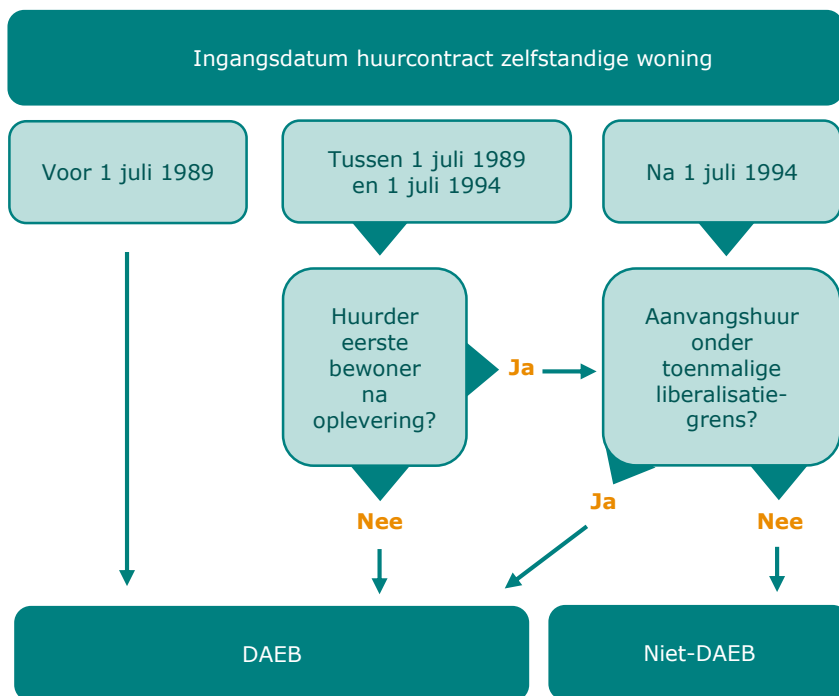 Ingangsdatum huurcontract zelfstandige woning
Voor 1 juli 1989
Tussen 1 juli 1989
en 1 juli 1994
Na 1 juli 1994
Huurder
eerste
bewoner
na
oplevering?
Ja
Aanvangshuur
onder
toenmalige
liberalisatie-
grens?
Nee
Ja
Nee
DAEB
Niet-DAEB